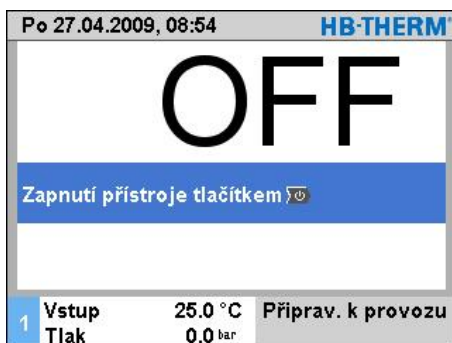 Po 27.04.2009, 08:54 HB-THERM
OFF
Zapnutí přístroje tlačítkem
1 Vstup 25.0 °C Připrav. k provozu
Tlak 0.0 bar